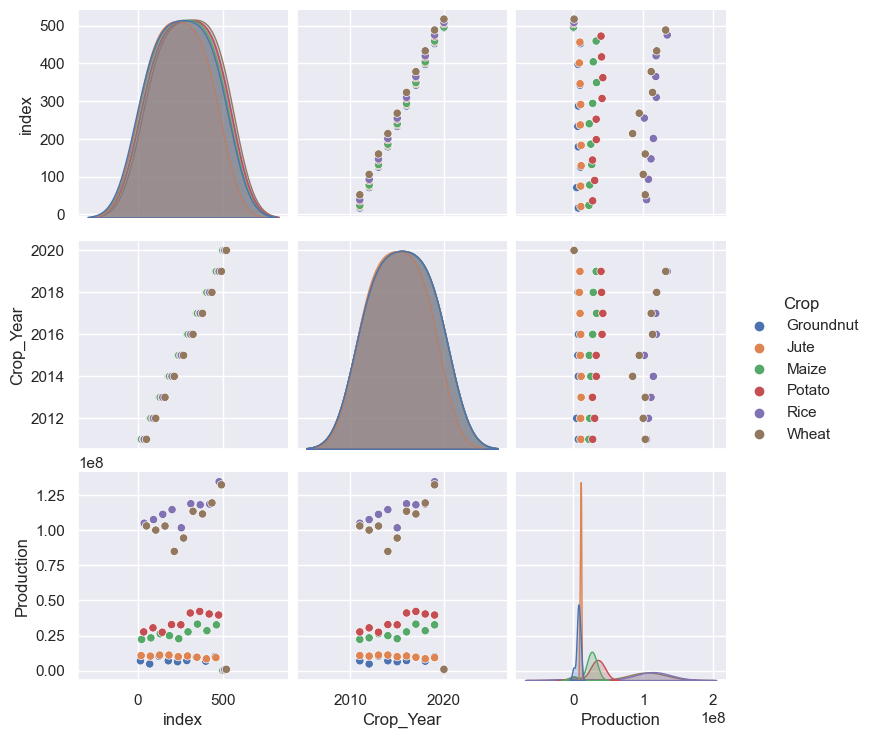 500
400
300
200
100
0
index
2020
2018
2016
2014
2012
Crop_Year
Crop
Groundnut
Jute
Maize
Potato
Rice
Wheat
1e8
1.25
1.00
0.75
0.50
0.25
0.00
Production
0 500
index
2010 2020
Crop_Year
0 1 2
1e8
Production